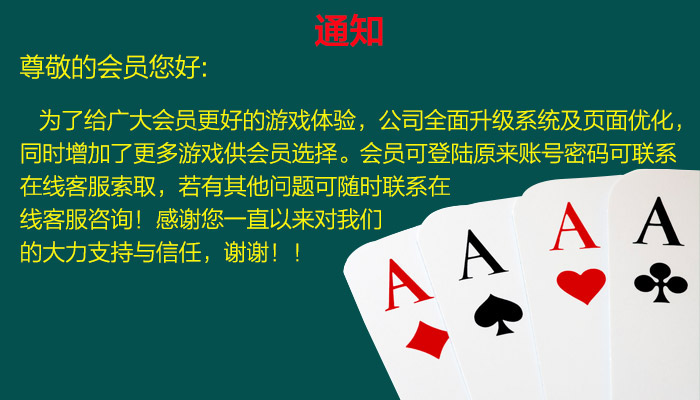 通知
尊敬的会员您好:
为了给广大会员更好的游戏体验，公司全面升级系统及页面优化，
同时增加了更多游戏供会员选择。会员可登陆原来账号密码可联系
在线客服索取，若有其他问题可随时联系在
线客服咨询！感谢您一直以来对我们
的大力支持与信任，谢谢！！
A A A A